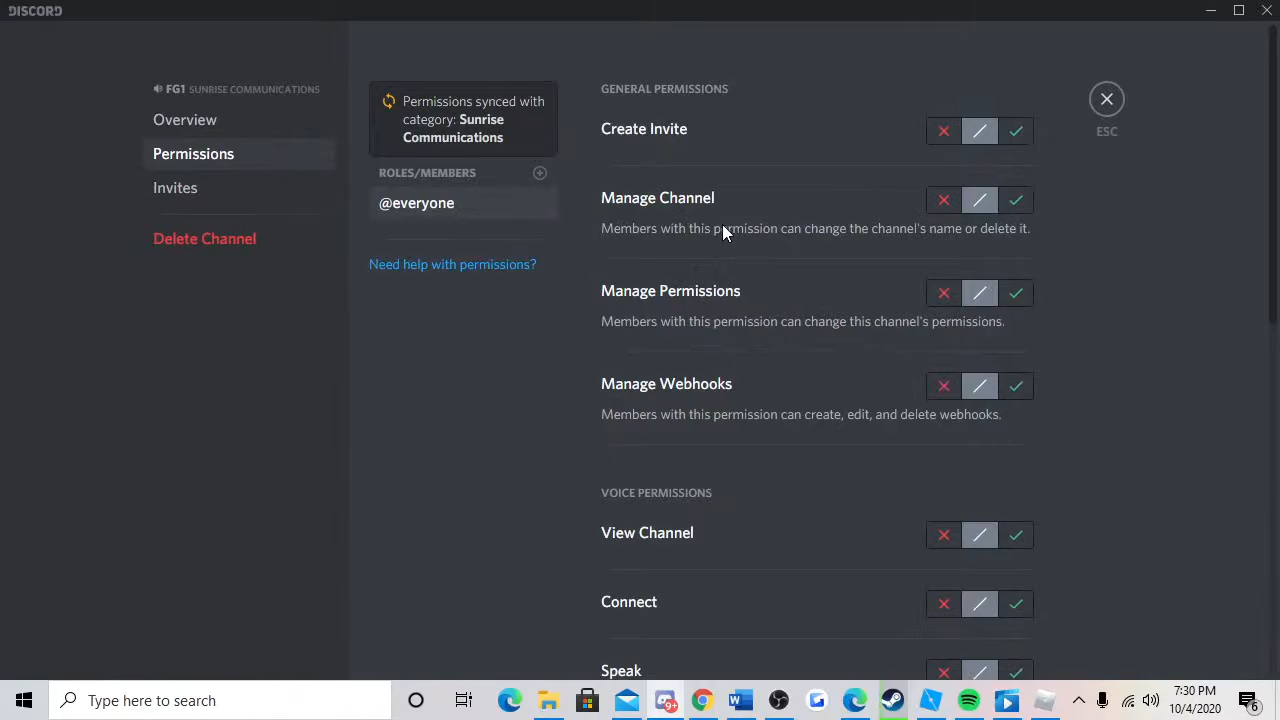 DISCORD
FG1 SUNRISE COMMUNICATIONS
Overview
Permissions
Invites
Delete Channel
Permissions synced with
category: Sunrise
Communications
ROLES/MEMBERS
@everyone
Need help with permissions?
GENERAL PERMISSIONS
Create Invite
Manage Channel
Members with this permission can change the channel's name or delete it.
Manage Permissions
Members with this permission can change this channel's permissions.
Manage Webhooks
Members with this permission can create, edit, and delete webhooks.
VOICE PERMISSIONS
View Channel
Connect
Speak
ESC
Type here to search
9+
7:30 PM
10/4/2020
6